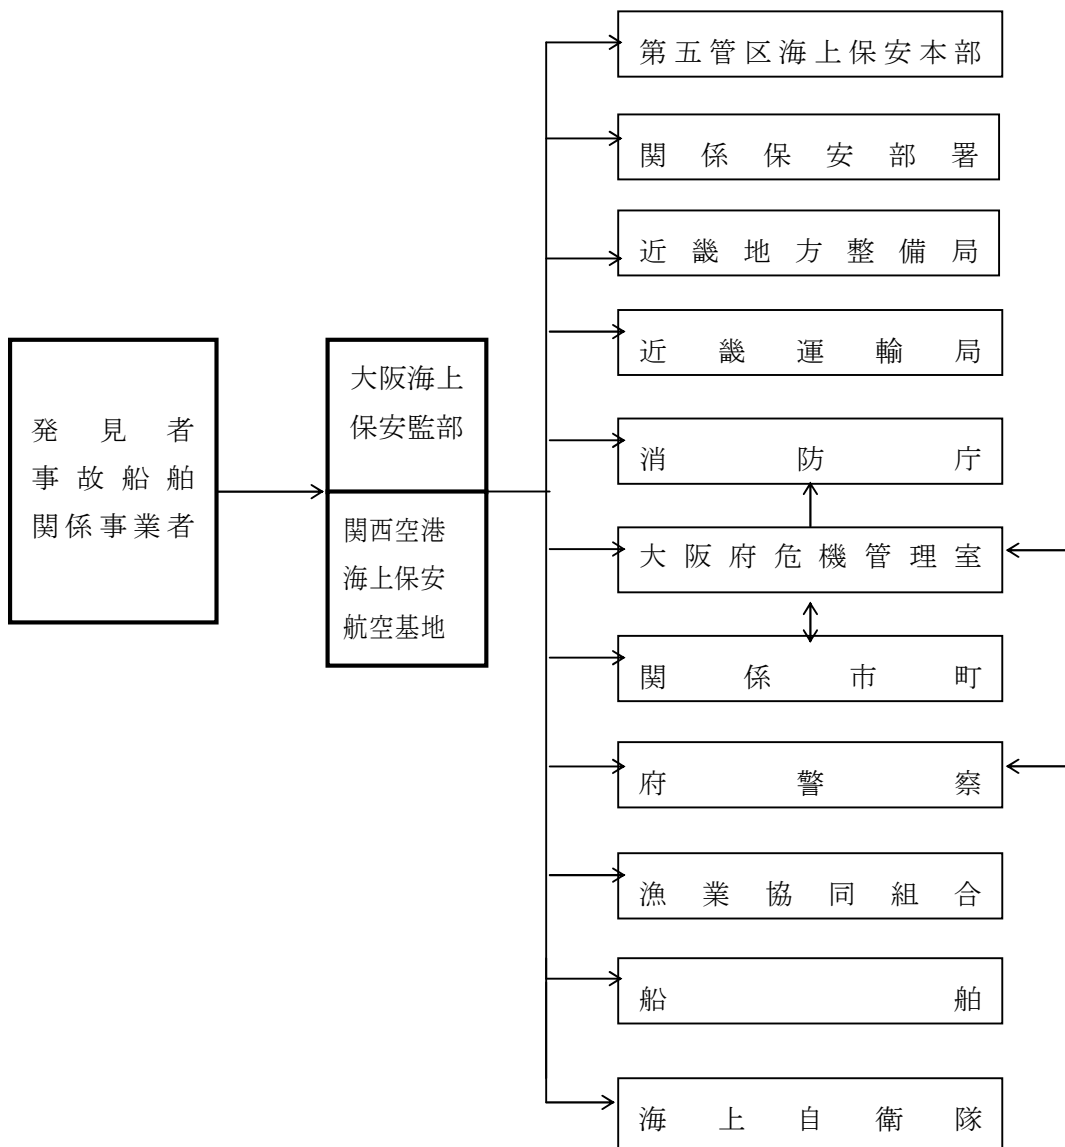 発見者
事故船舶
関係事業者
大阪海上
保安監部
関西空港
海上保安
航空基地
第五管区海上保安本部
関係保安部署
近畿地方整備局
近畿運輸局
消防庁
大阪府危機管理室
関係市町
府警察
漁業協同組合
船舶
海上自衛隊